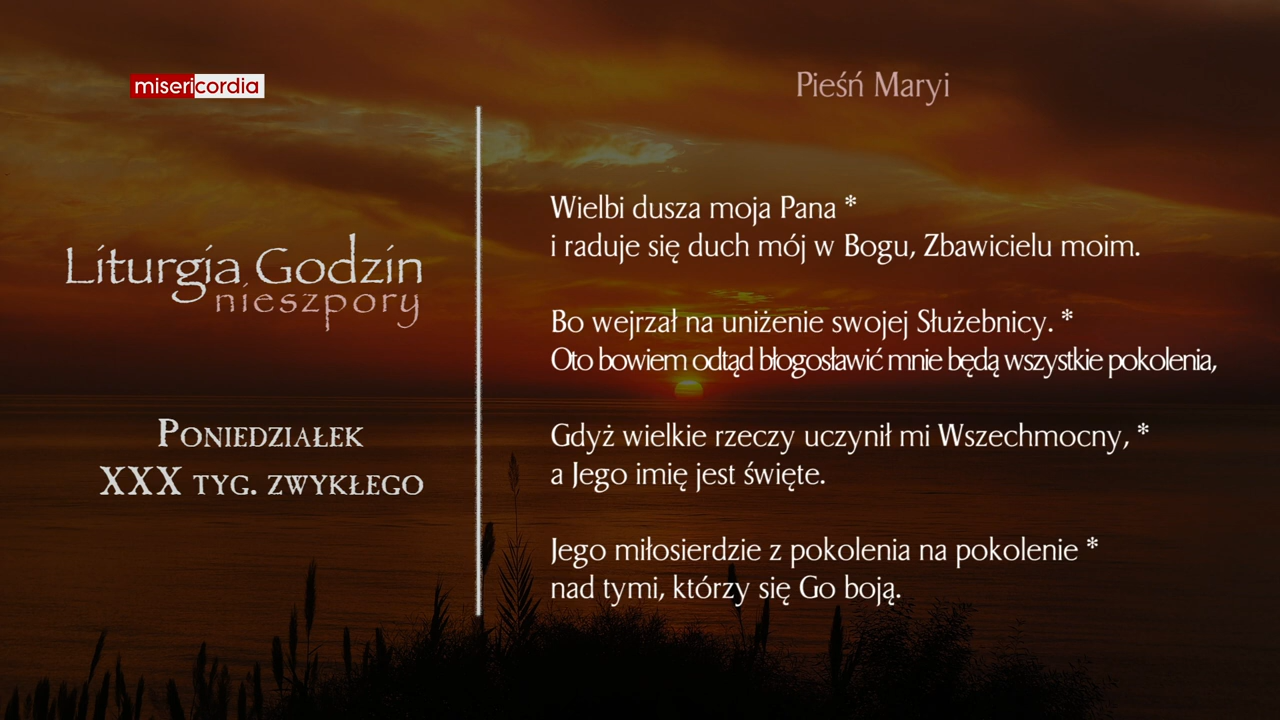 misericordia
Liturgia Godzin
nieszpory
Poniedziałek
XXX tyg. zwykłego
Pieśń Maryi
Wielbi dusza moja Pana *
i raduje się duch mój w Bogu, Zbawicielu moim.
Bo wejrzał na uniżenie swojej Służebnicy. *
Oto bowiem odtąd błogosławić mnie będą wszystkie pokolenia,
Gdyż wielkie rzeczy uczynił mi Wszechmocny, *
a Jego imię jest święte.
Jego miłosierdzie z pokolenia na pokolenie *
nad tymi, którzy się Go boją.